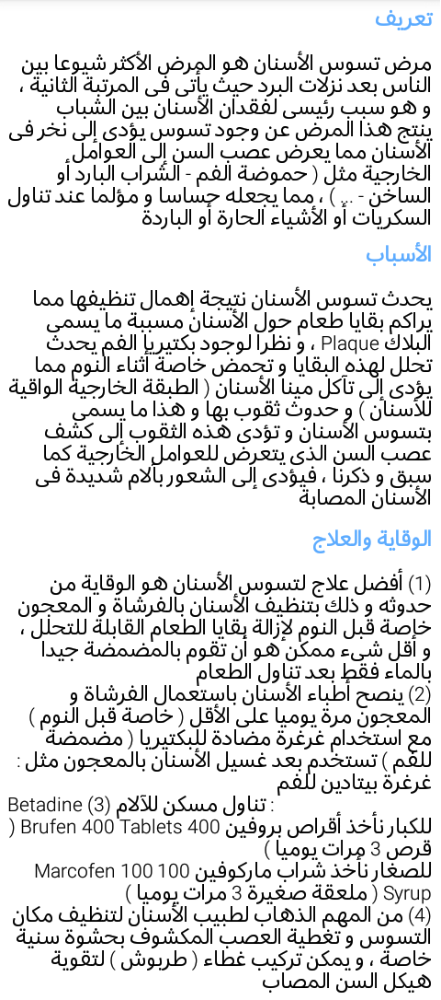 تعريف
مرض تسوس الأسنان هو المرض الأكثر شيوعا بين
الناس بعد نزلات البرد حيث يأتى فى المرتبة الثانية ،
و هو سبب رئيسى لفقدان الأسنان بين الشباب
ينتج هذا المرض عن وجود تسوس يؤدى إلى نخر فى
الأسنان مما يعرض عصب السن إلى العوامل
الخارجية مثل ( حموضة الفم - الشراب البارد أو
الساخن - ... ) ، مما يجعله حساسا و مؤلما عند تناول
السكريات أو الأشياء الحارة أو الباردة
الأسباب
يحدث تسوس الأسنان نتيجة إهمال تنظيفها مما
يراكم بقايا طعام حول الأسنان مسببة ما يسمى
البلاك Plaque ، و نظرا لوجود بكتيريا الفم يحدث
تحلل لهذه البقايا و تحمض خاصة أثناء النوم مما
يؤدى إلى تآكل مينا الأسنان ( الطبقة الخارجية الواقية
للأسنان ) و حدوث ثقوب بها و هذا ما يسمى
بتسوس الأسنان و تؤدى هذه الثقوب إلى كشف
عصب السن الذى يتعرض للعوامل الخارجية كما
سبق و ذكرنا ، فيؤدى إلى الشعور بآلام شديدة فى
الأسنان المصابة
الوقاية والعلاج
(1) أفضل علاج لتسوس الأسنان هو الوقاية من
حدوثه و ذلك بتنظيف الأسنان بالفرشاة و المعجون
خاصة قبل النوم لإزالة بقايا الطعام القابلة للتحلل ،
و أقل شىء ممكن هو أن تقوم بالمضمضة جيدا
بالماء فقط بعد تناول الطعام
(2) ينصح أطباء الأسنان باستعمال الفرشاة و
المعجون مرة يوميا على الأقل ( خاصة قبل النوم )
مع استخدام غرغرة مضادة للبكتيريا ( مضمضة
للفم ) تستخدم بعد غسيل الأسنان بالمعجون مثل :
غرغرة بيتادين للفم
Betadine (3) تناول مسكن للآلام :
للكبار نأخذ أقراص بروفين 400 Brufen 400 Tablets (
قرص 3 مرات يوميا )
للصغار نأخذ شراب ماركوفين 100 Marcofen 100
Syrup ( ملعقة صغيرة 3 مرات يوميا )
(4) من المهم الذهاب لطبيب الأسنان لتنظيف مكان
التسوس و تغطية العصب المكشوف بحشوة سنية
خاصة ، و يمكن تركيب غطاء ( طربوش ) لتقوية
هيكل السن المصاب